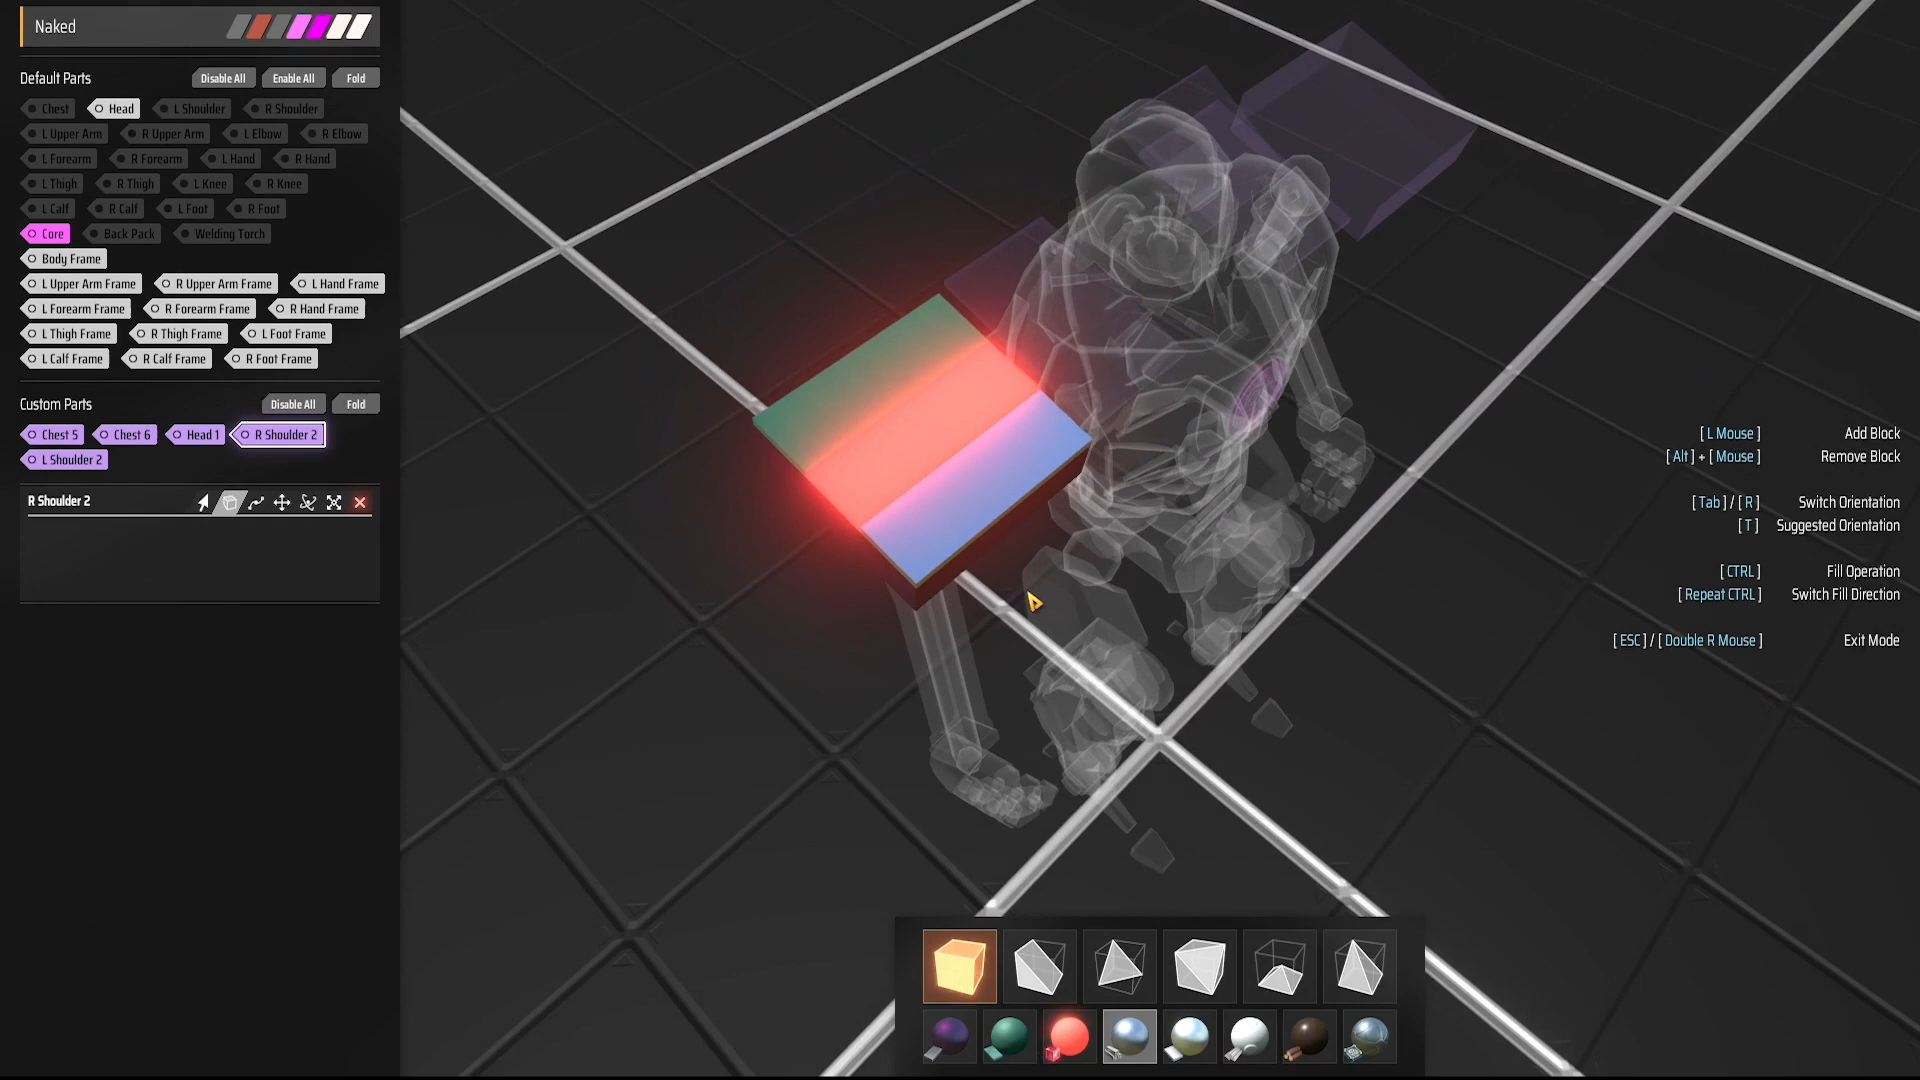 Naked
Default Parts Disable All Enable All Fold
Chest Head L Shoulder R Shoulder
L Upper Arm R Upper Arm L Elbow R Elbow
L Forearm R Forearm L Hand R Hand
L Thigh R Thigh L Knee R Knee
L Calf R Calf L Foot R Foot
Core Back Pack Welding Torch
Body Frame
L Upper Arm Frame R Upper Arm Frame L Hand Frame
L Forearm Frame R Forearm Frame R Hand Frame
L Thigh Frame R Thigh Frame L Foot Frame
L Calf Frame R Calf Frame R Foot Frame
Custom Parts Disable All Fold
Chest 5 Chest 6 Head 1 R Shoulder 2
L Shoulder 2
R Shoulder 2
[ L Mouse ] Add Block
[ Alt ] + [ Mouse ] Remove Block
[ Tab ] / [ R ] Switch Orientation
[ T ] Suggested Orientation
[ CTRL ] Fill Operation
[ Repeat CTRL ] Switch Fill Direction
[ ESC ] / [ Double R Mouse ] Exit Mode